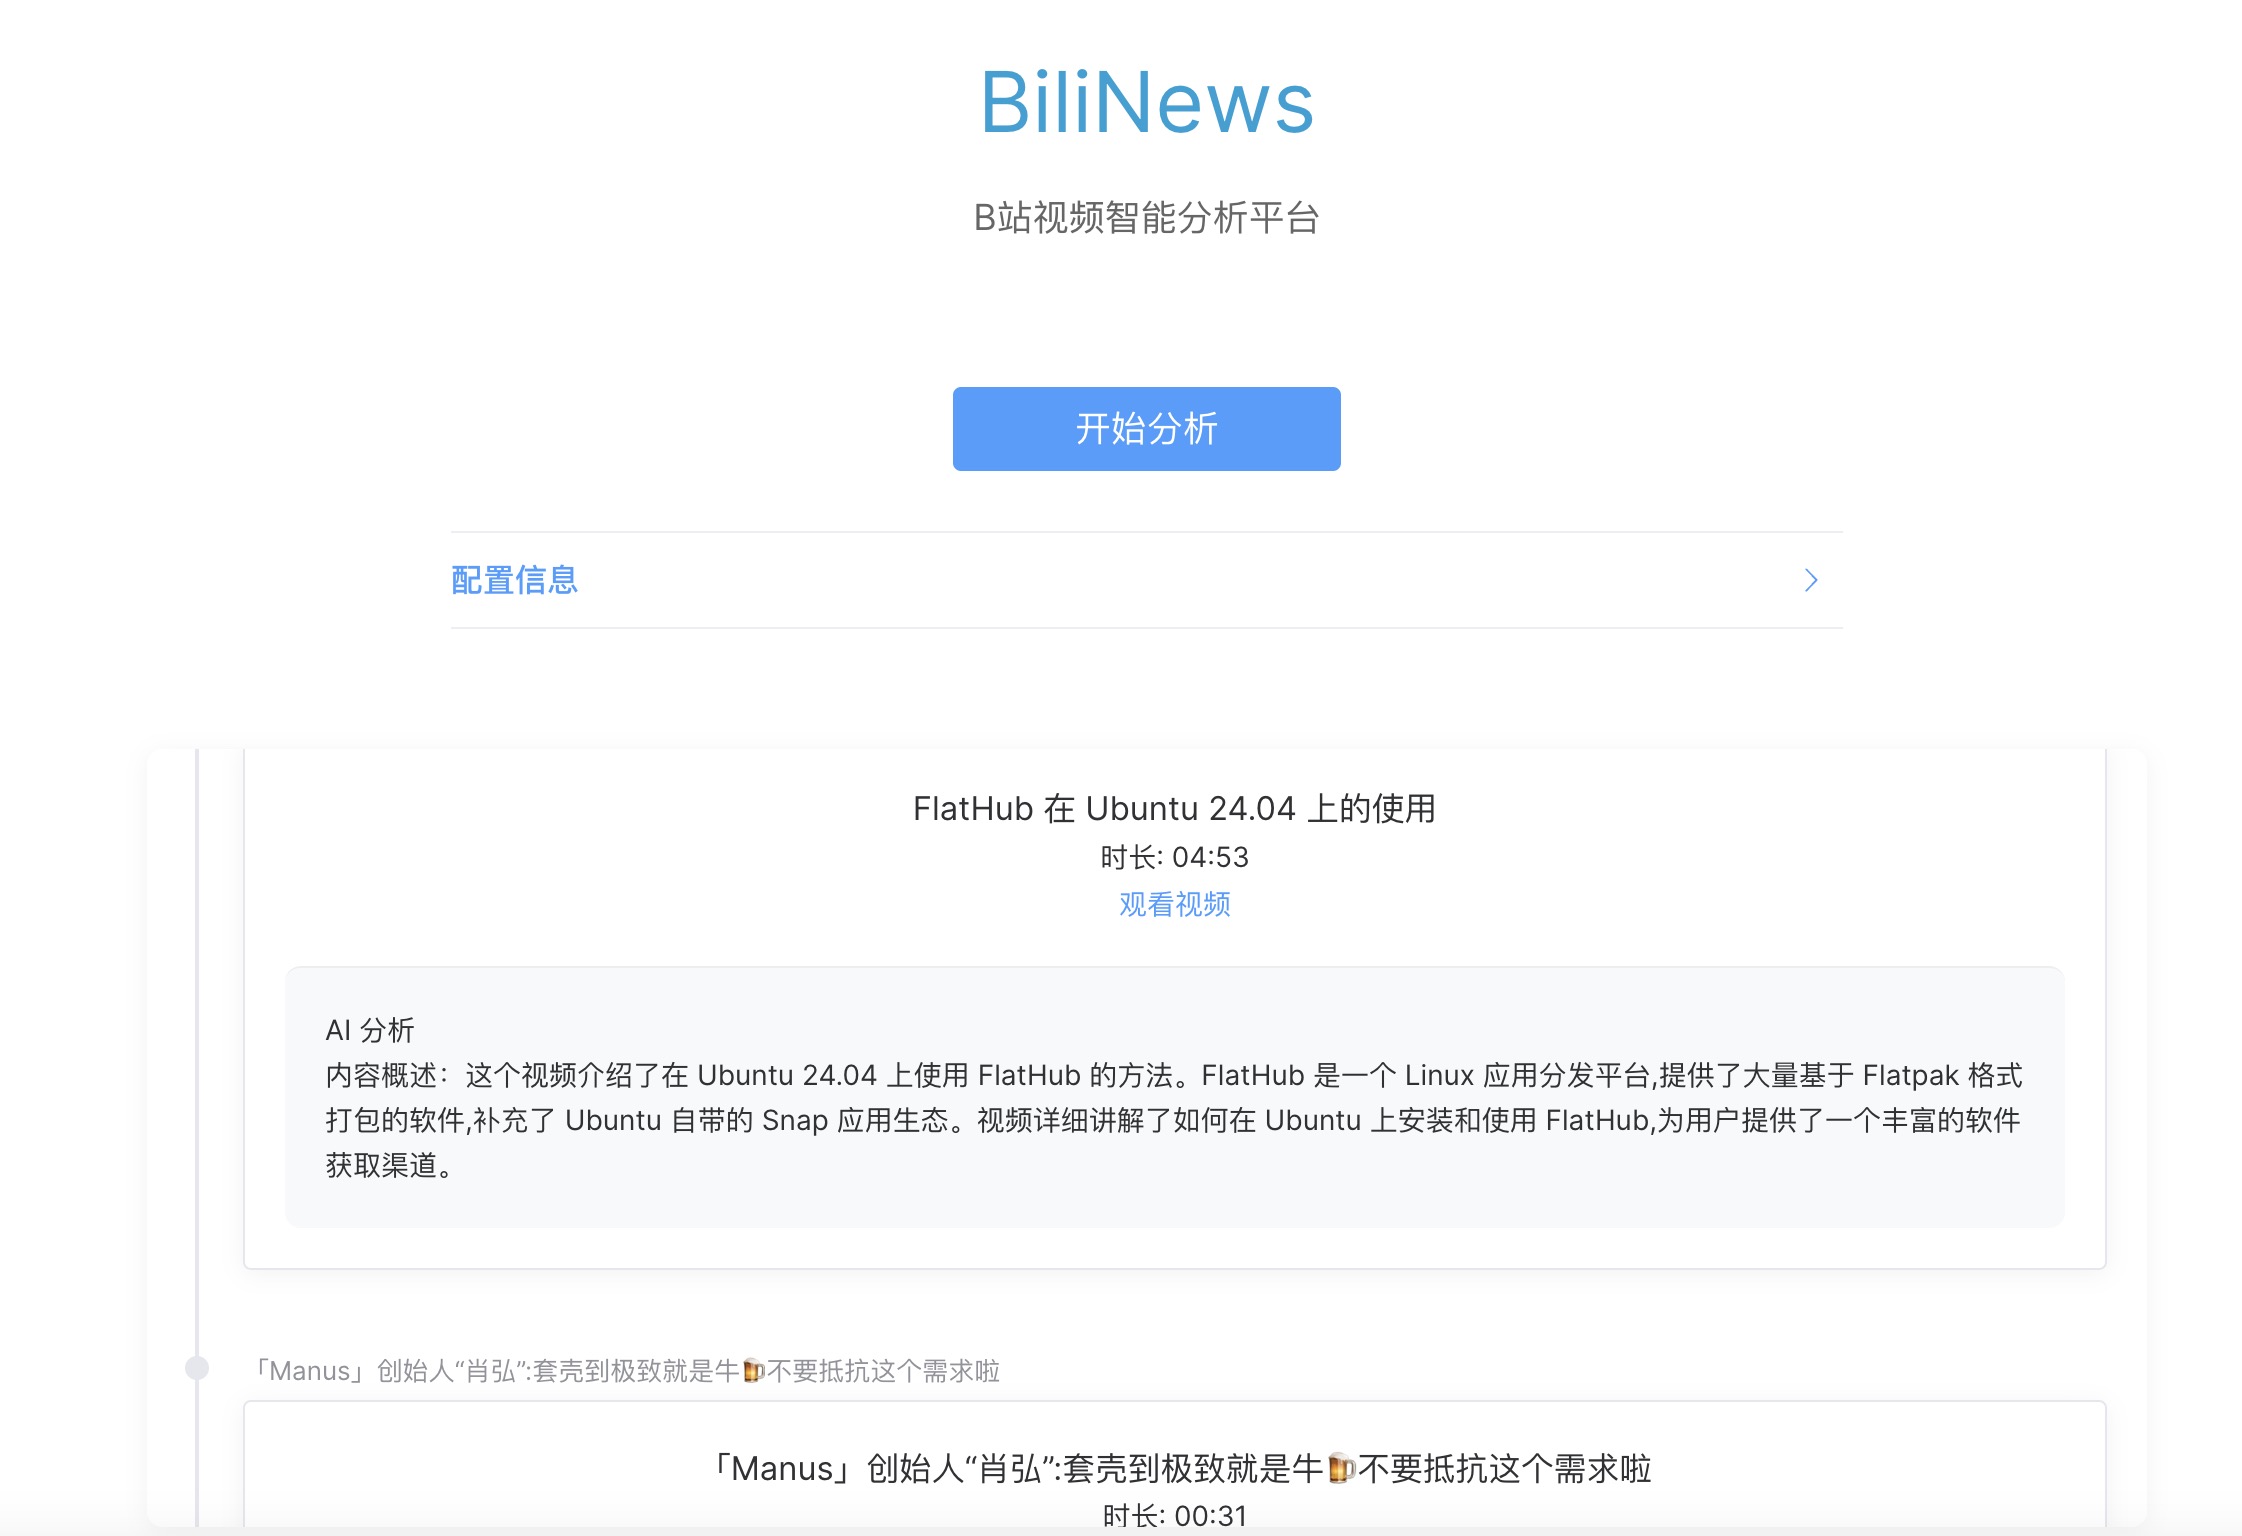 BiliNews
B站视频智能分析平台
开始分析
配置信息
FlatHub 在 Ubuntu 24.04 上的使用
时长: 04:53
观看视频
AI 分析
内容概述：这个视频介绍了在 Ubuntu 24.04 上使用 FlatHub 的方法。FlatHub 是一个 Linux 应用分发平台,提供了大量基于 Flatpak 格式
打包的软件,补充了 Ubuntu 自带的 Snap 应用生态。视频详细讲解了如何在 Ubuntu 上安装和使用 FlatHub,为用户提供了一个丰富的软件
获取渠道。
「Manus」创始人“肖弘”:套壳到极致就是牛🍺不要抵抗这个需求啦
「Manus」创始人“肖弘”:套壳到极致就是牛🍺不要抵抗这个需求啦
时长: 00:31